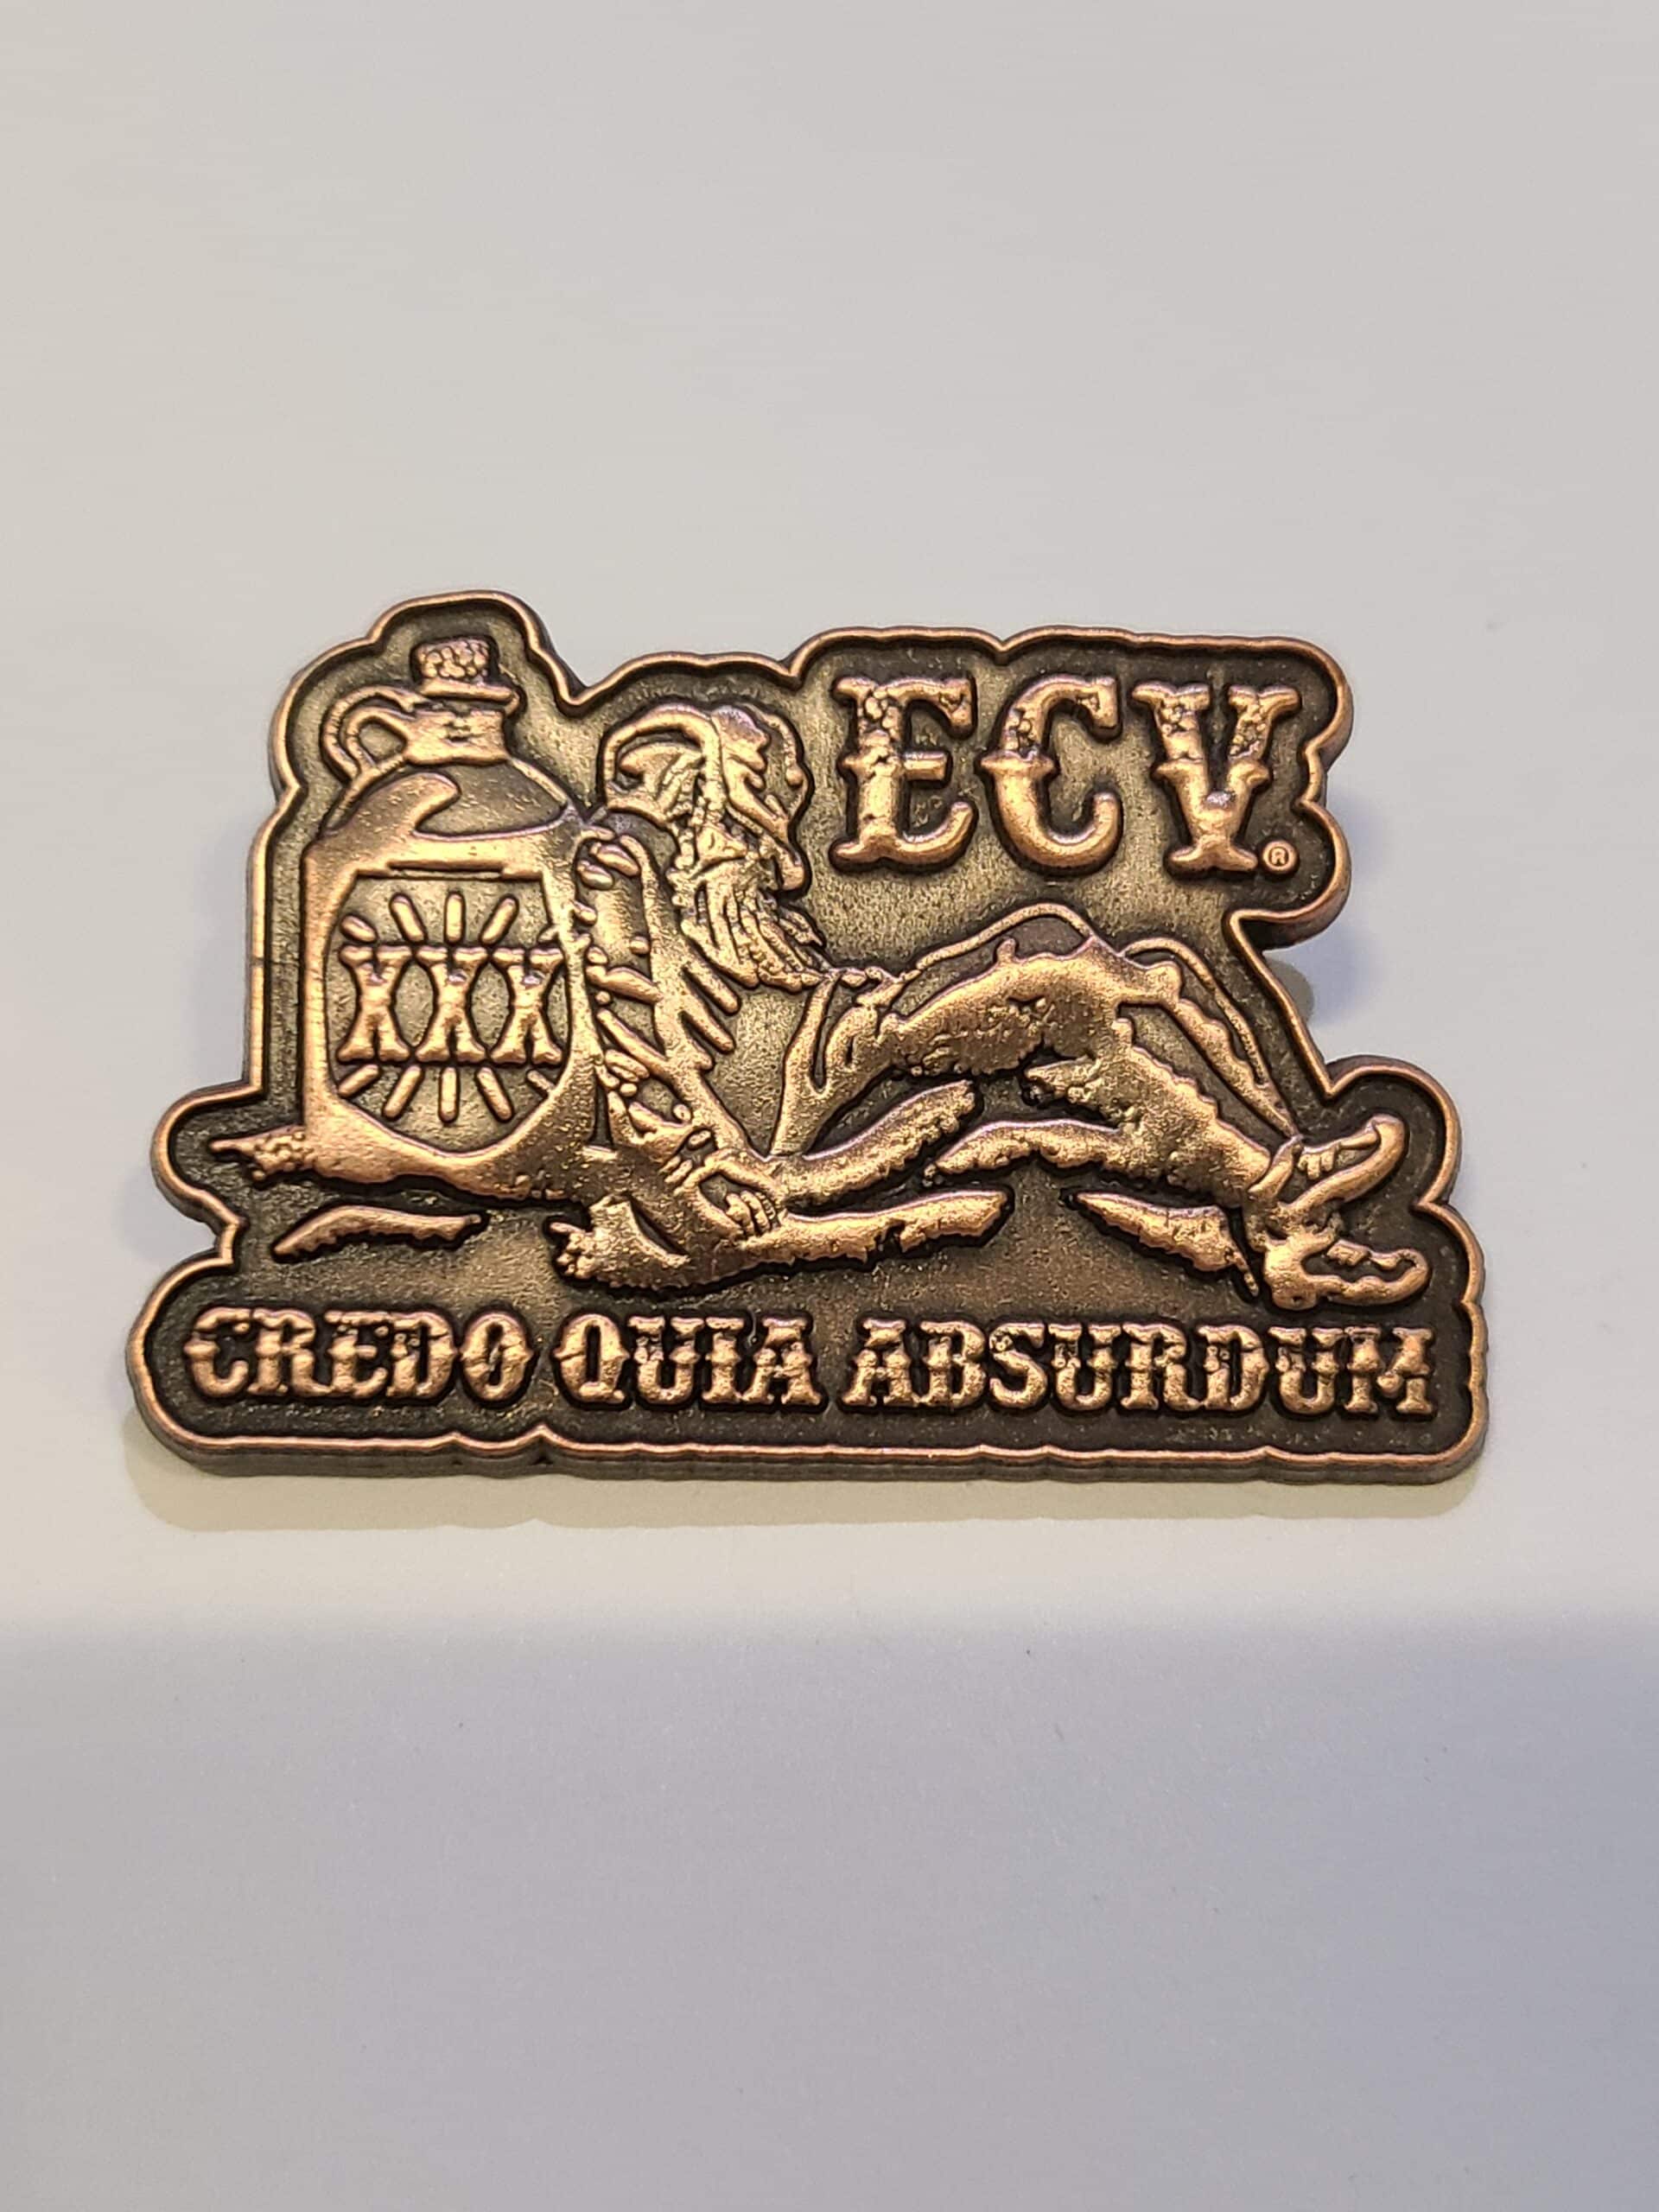 ECV.®
XXX
CREDO QUIA ABSURDUM